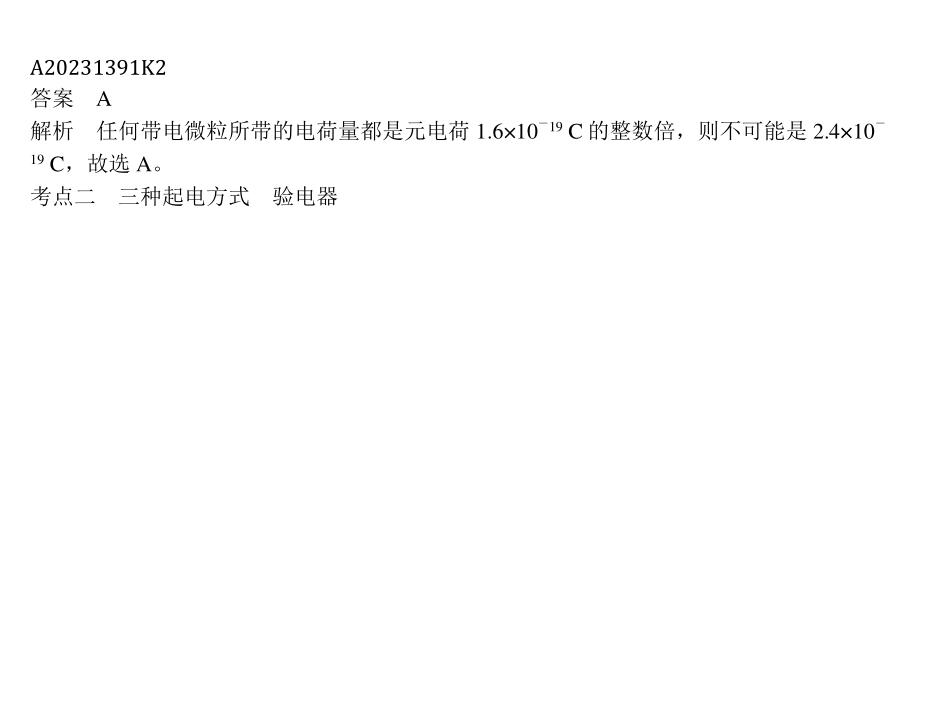 A20231391K2
答案　A
解析　任何带电微粒所带的电荷量都是元电荷 1.6×10⁻¹⁹ C 的整数倍，则不可能是 2.4×10⁻
¹⁹ C，故选 A。
考点二　三种起电方式　验电器